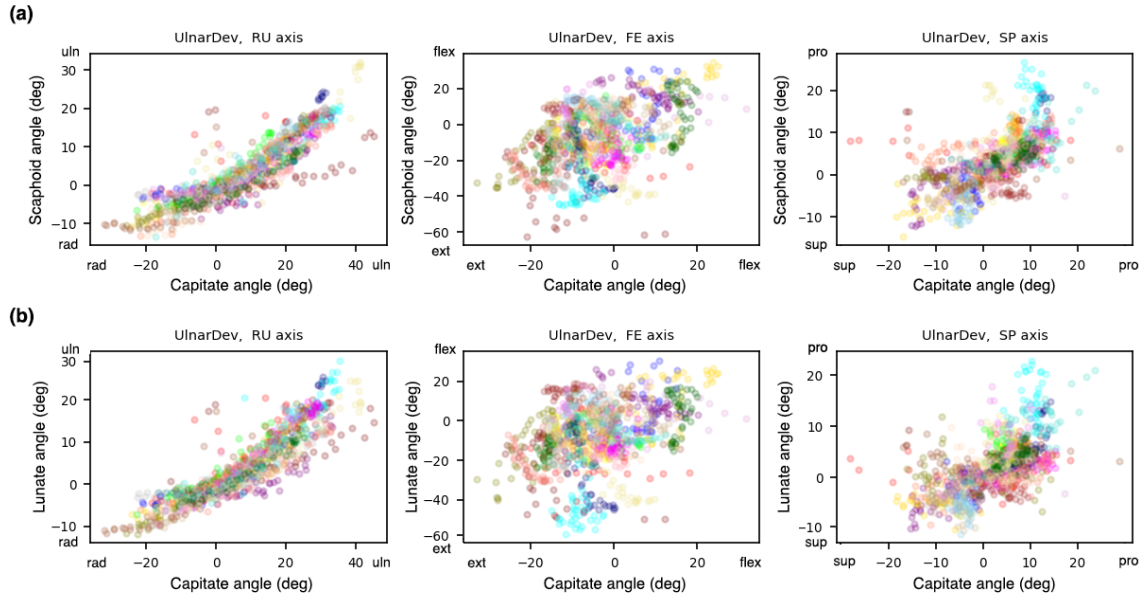 (a)
UlnarDev, RU axis
uln
Scaphoid angle (deg)
30
20
10
0
−10
rad
rad
−20
0
20
40
uln
Capitate angle (deg)
UlnarDev, FE axis
flex
Scaphoid angle (deg)
20
0
−20
−40
−60
ext
ext
−20
0
20
flex
Capitate angle (deg)
UlnarDev, SP axis
pro
Scaphoid angle (deg)
20
10
0
−10
sup
sup
−20
−10
0
10
20
pro
Capitate angle (deg)
(b)
UlnarDev, RU axis
uln
Lunate angle (deg)
30
20
10
0
−10
rad
rad
−20
0
20
40
uln
Capitate angle (deg)
UlnarDev, FE axis
flex
Lunate angle (deg)
20
0
−20
−40
−60
ext
ext
−20
0
20
flex
Capitate angle (deg)
UlnarDev, SP axis
pro
Lunate angle (deg)
20
10
0
−10
sup
sup
−20
−10
0
10
20
pro
Capitate angle (deg)